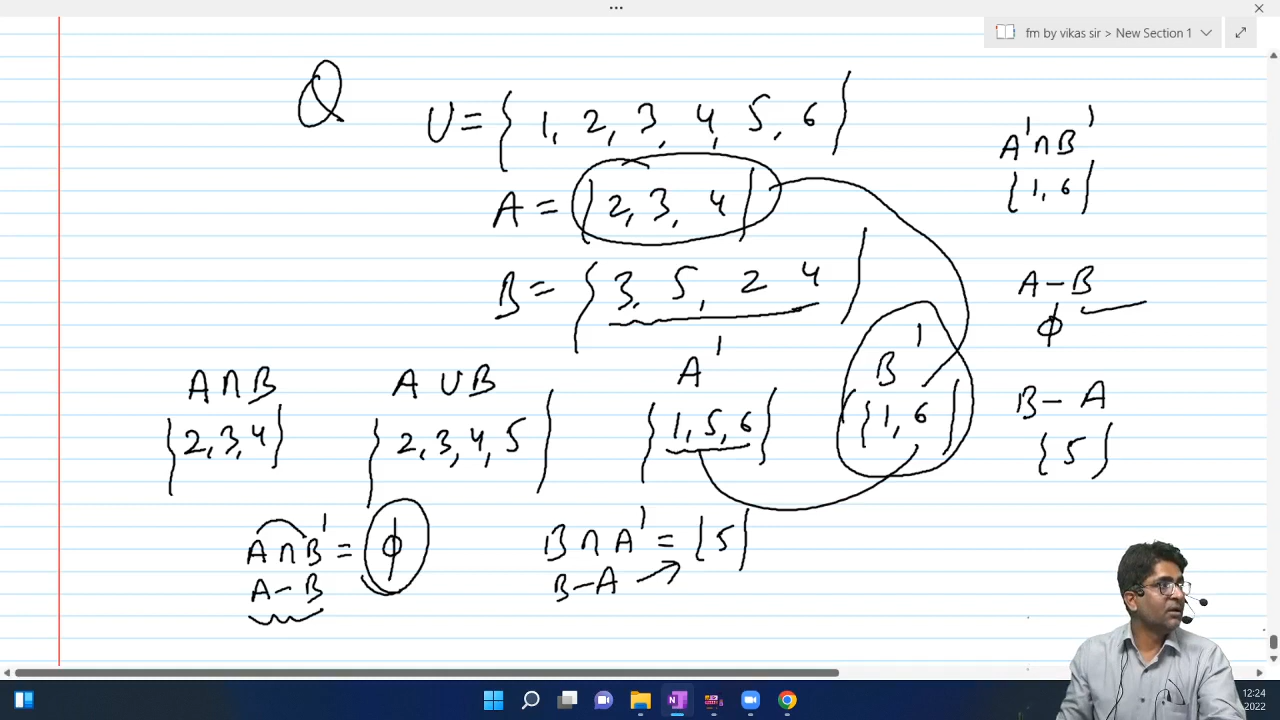 fm by vikas sir > New Section 1
Q
U = { 1, 2, 3, 4, 5, 6 }
A = { 2, 3, 4 }
B = { 3, 5, 2 4 }
A'∩B'
{ 1, 6 }
A − B
ϕ
B − A
{ 5 }
A∩B
{ 2, 3, 4 }
A ∪ B
{ 2, 3, 4, 5 }
A'
{ 1, 5, 6 }
B'
{ 1, 6 }
A∩B' = ϕ
A − B
B ∩ A' = { 5 }
B − A
12:24
2022